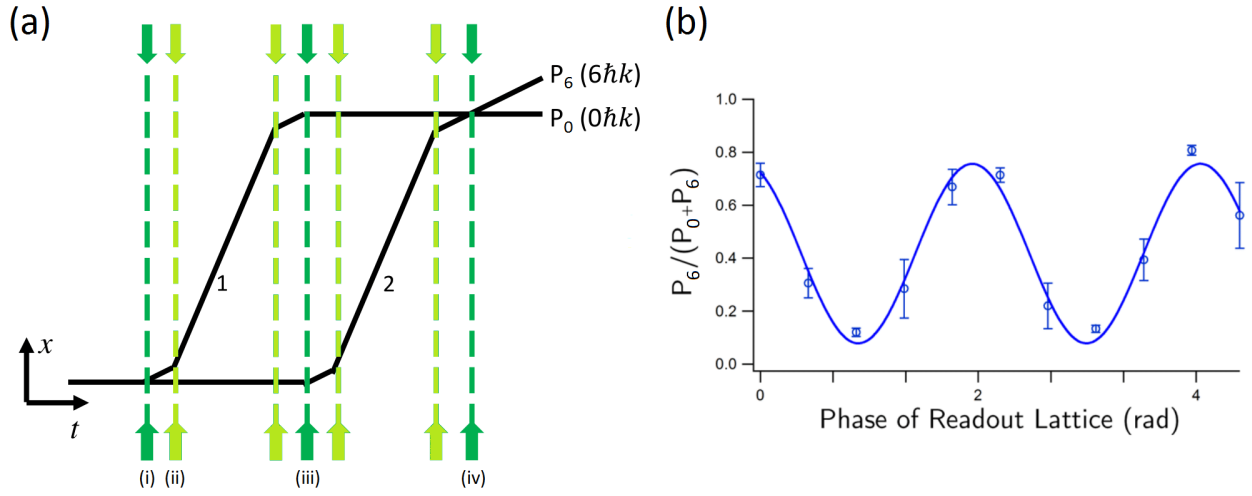 (a)
P₆ (6ħk)
P₀ (0ħk)
1
2
x
t
(i) (ii) (iii) (iv)
(b)
1.0
0.8
0.6
0.4
0.2
0.0
P₆/(P₀+P₆)
0 2 4
Phase of Readout Lattice (rad)